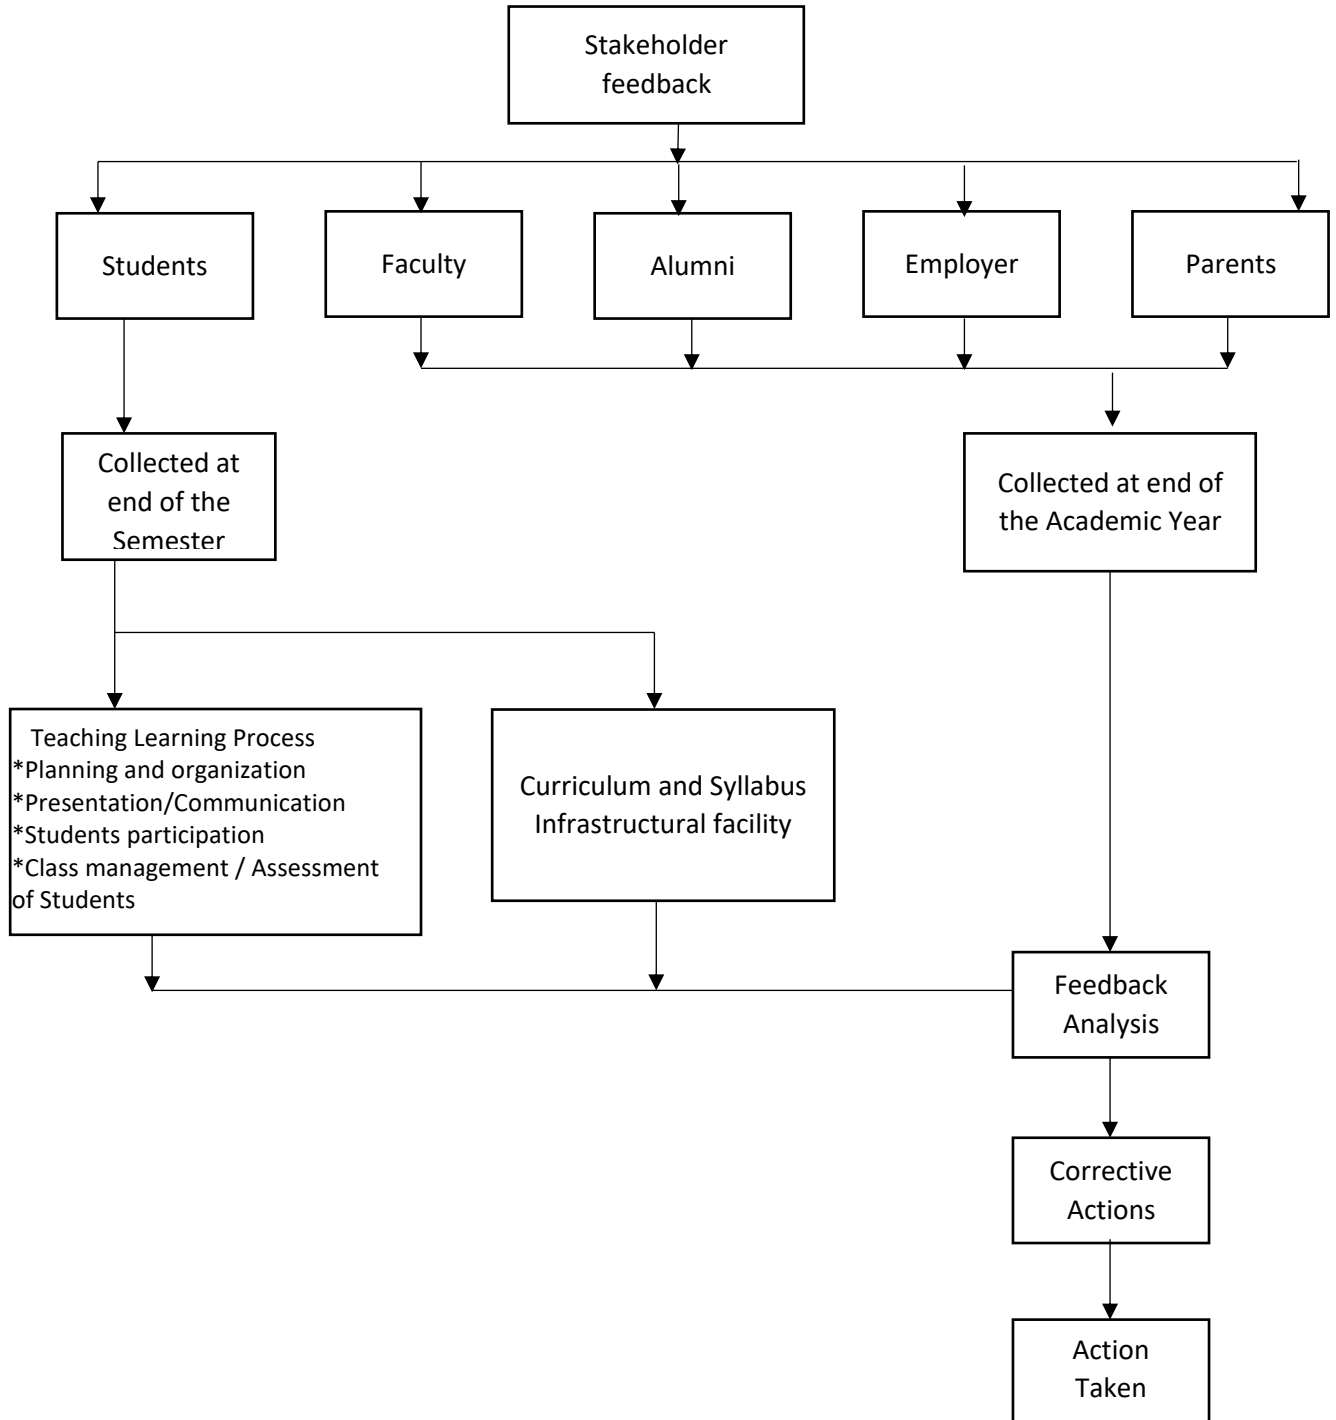 Stakeholder
feedback
Students
Faculty
Alumni
Employer
Parents
Collected at
end of the
Semester
Collected at end of
the Academic Year
Teaching Learning Process
*Planning and organization
*Presentation/Communication
*Students participation
*Class management / Assessment
of Students
Curriculum and Syllabus
Infrastructural facility
Feedback
Analysis
Corrective
Actions
Action
Taken